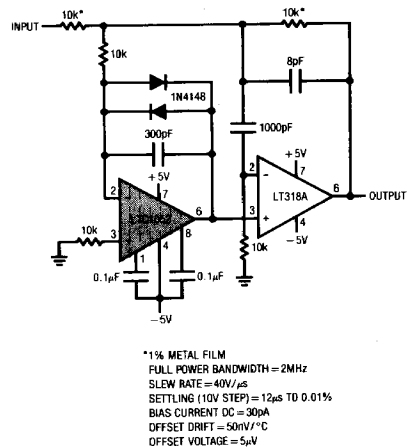 10k*
10k*
INPUT
10k
8pF
1N4148
300pF
1000pF
+5V
+5V
2
7
2
7
−
LT318A
6
OUTPUT
6
3
+
10k
3
4
1
4
8
−5V
10k
0.1µF
0.1µF
−5V
*1% METAL FILM
FULL POWER BANDWIDTH = 2MHz
SLEW RATE = 40V/µs
SETTLING (10V STEP) = 12µs TO 0.01%
BIAS CURRENT DC = 30pA
OFFSET DRIFT = 50nV/°C
OFFSET VOLTAGE = 5µV